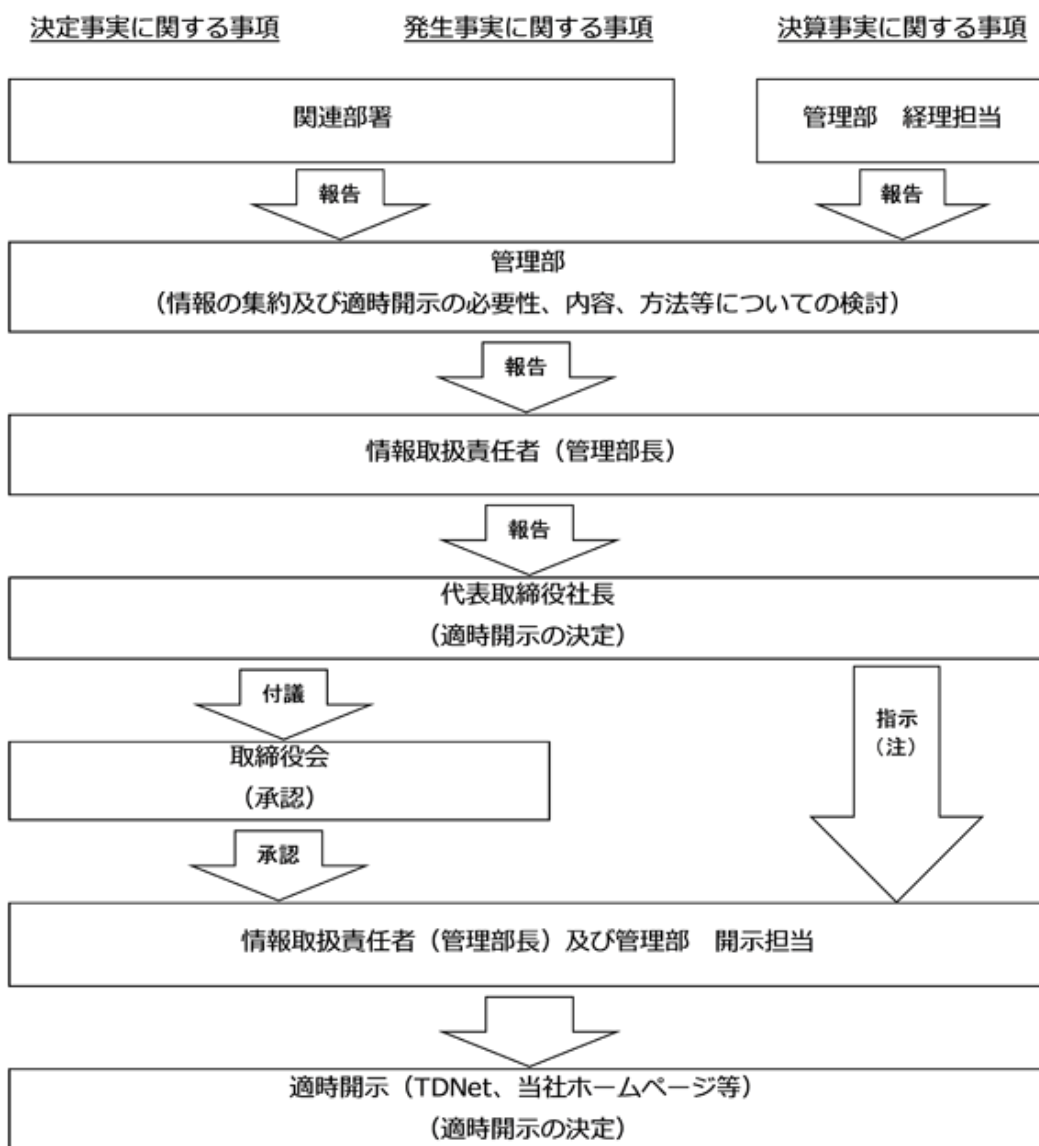 決定事実に関する事項
発生事実に関する事項
決算事実に関する事項
関連部署
管理部　経理担当
報告
報告
管理部
（情報の集約及び適時開示の必要性、内容、方法等についての検討）
報告
情報取扱責任者（管理部長）
報告
代表取締役社長
（適時開示の決定）
付議
指示
（注）
取締役会
（承認）
承認
情報取扱責任者（管理部長）及び管理部　開示担当
適時開示（TDNet、当社ホームページ等）
（適時開示の決定）